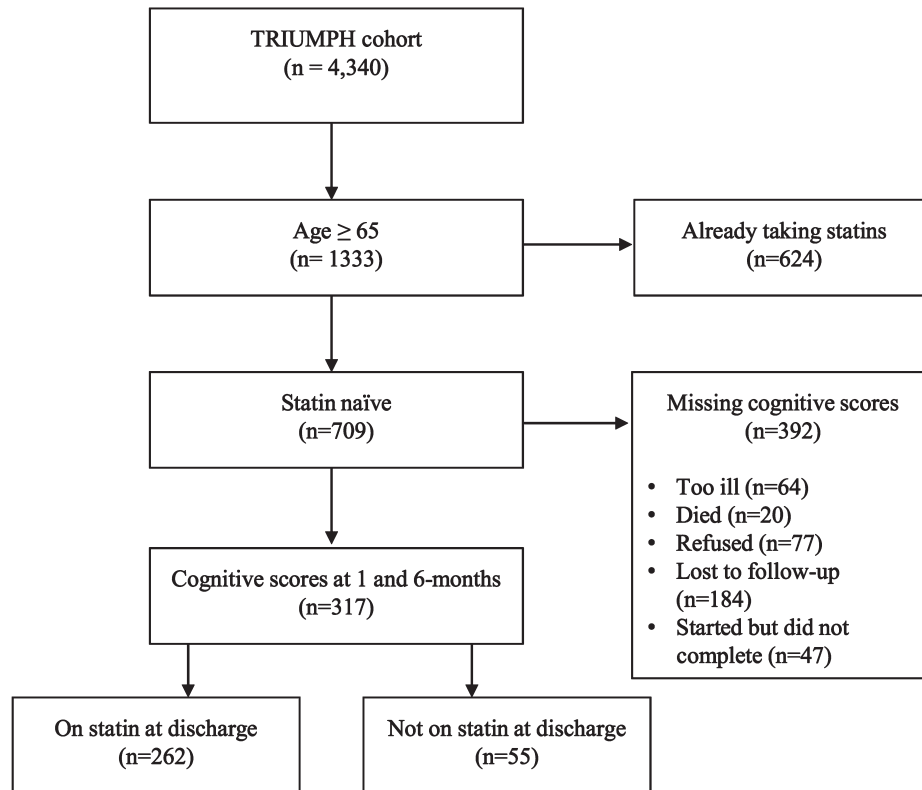 TRIUMPH cohort
(n = 4,340)
Age ≥ 65
(n= 1333)
Already taking statins
(n=624)
Statin naïve
(n=709)
Missing cognitive scores
(n=392)
• Too ill (n=64)
• Died (n=20)
• Refused (n=77)
• Lost to follow-up
(n=184)
• Started but did not
complete (n=47)
Cognitive scores at 1 and 6-months
(n=317)
On statin at discharge
(n=262)
Not on statin at discharge
(n=55)